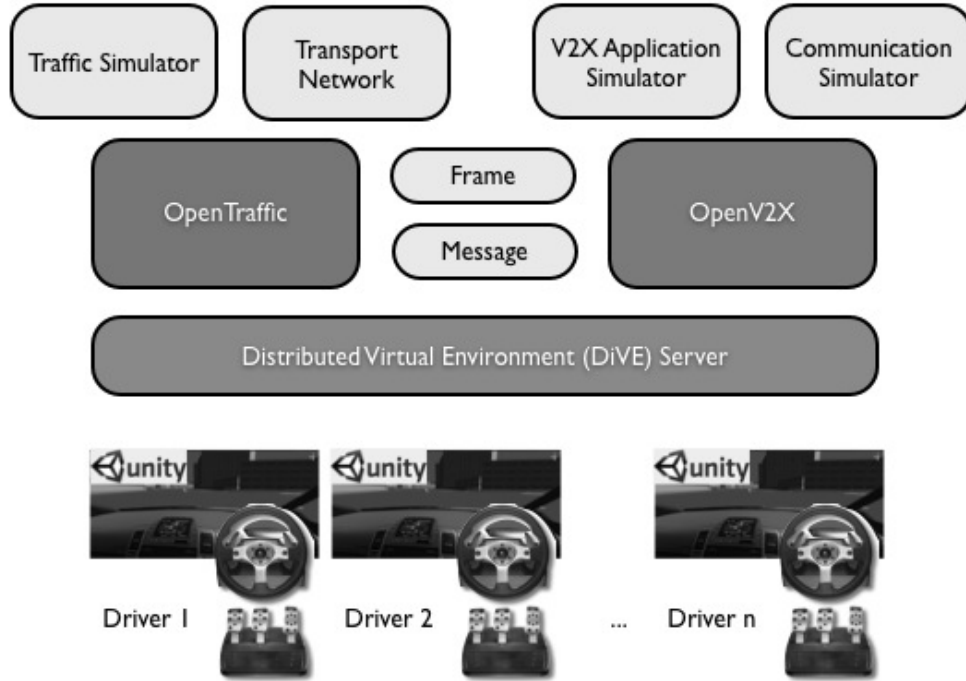 Traffic Simulator
Transport
Network
V2X Application
Simulator
Communication
Simulator
OpenTraffic
Frame
Message
OpenV2X
Distributed Virtual Environment (DiVE) Server
unity
unity
unity
Driver 1
Driver 2
...
Driver n